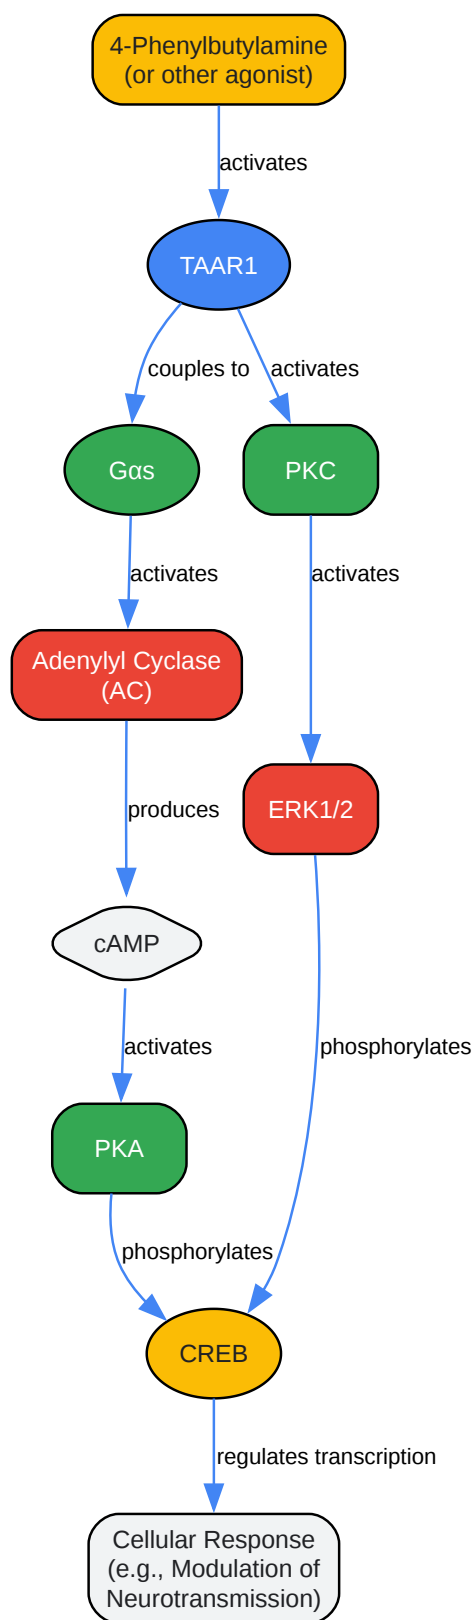 4-Phenylbutylamine
(or other agonist)
activates
TAAR1
couples to
activates
Gαs
PKC
activates
activates
Adenylyl Cyclase
(AC)
produces
ERK1/2
cAMP
activates
phosphorylates
PKA
phosphorylates
CREB
regulates transcription
Cellular Response
(e.g., Modulation of
Neurotransmission)